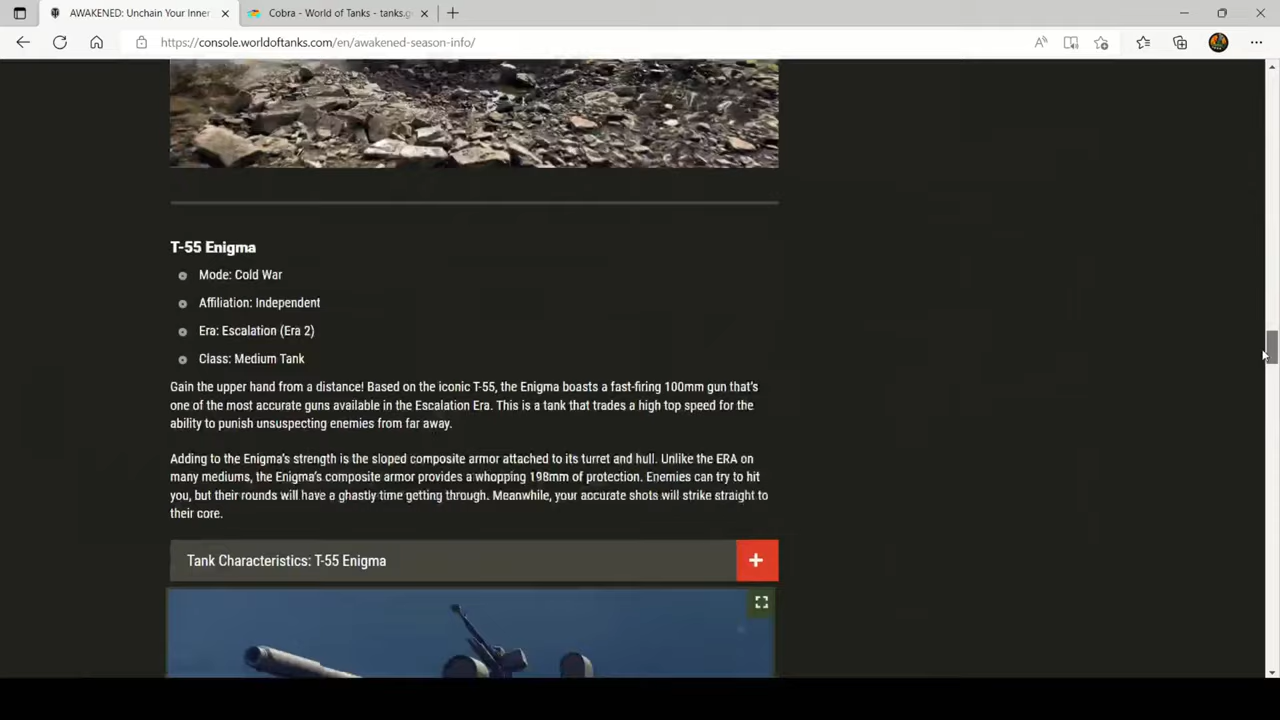 AWAKENED: Unchain Your Inner
Cobra - World of Tanks - tanks.g
https://console.worldoftanks.com/en/awakened-season-info/
T-55 Enigma
Mode: Cold War
Affiliation: Independent
Era: Escalation (Era 2)
Class: Medium Tank
Gain the upper hand from a distance! Based on the iconic T-55, the Enigma boasts a fast-firing 100mm gun that's
one of the most accurate guns available in the Escalation Era. This is a tank that trades a high top speed for the
ability to punish unsuspecting enemies from far away.
Adding to the Enigma's strength is the sloped composite armor attached to its turret and hull. Unlike the ERA on
many mediums, the Enigma's composite armor provides a whopping 198mm of protection. Enemies can try to hit
you, but their rounds will have a ghastly time getting through. Meanwhile, your accurate shots will strike straight to
their core.
Tank Characteristics: T-55 Enigma